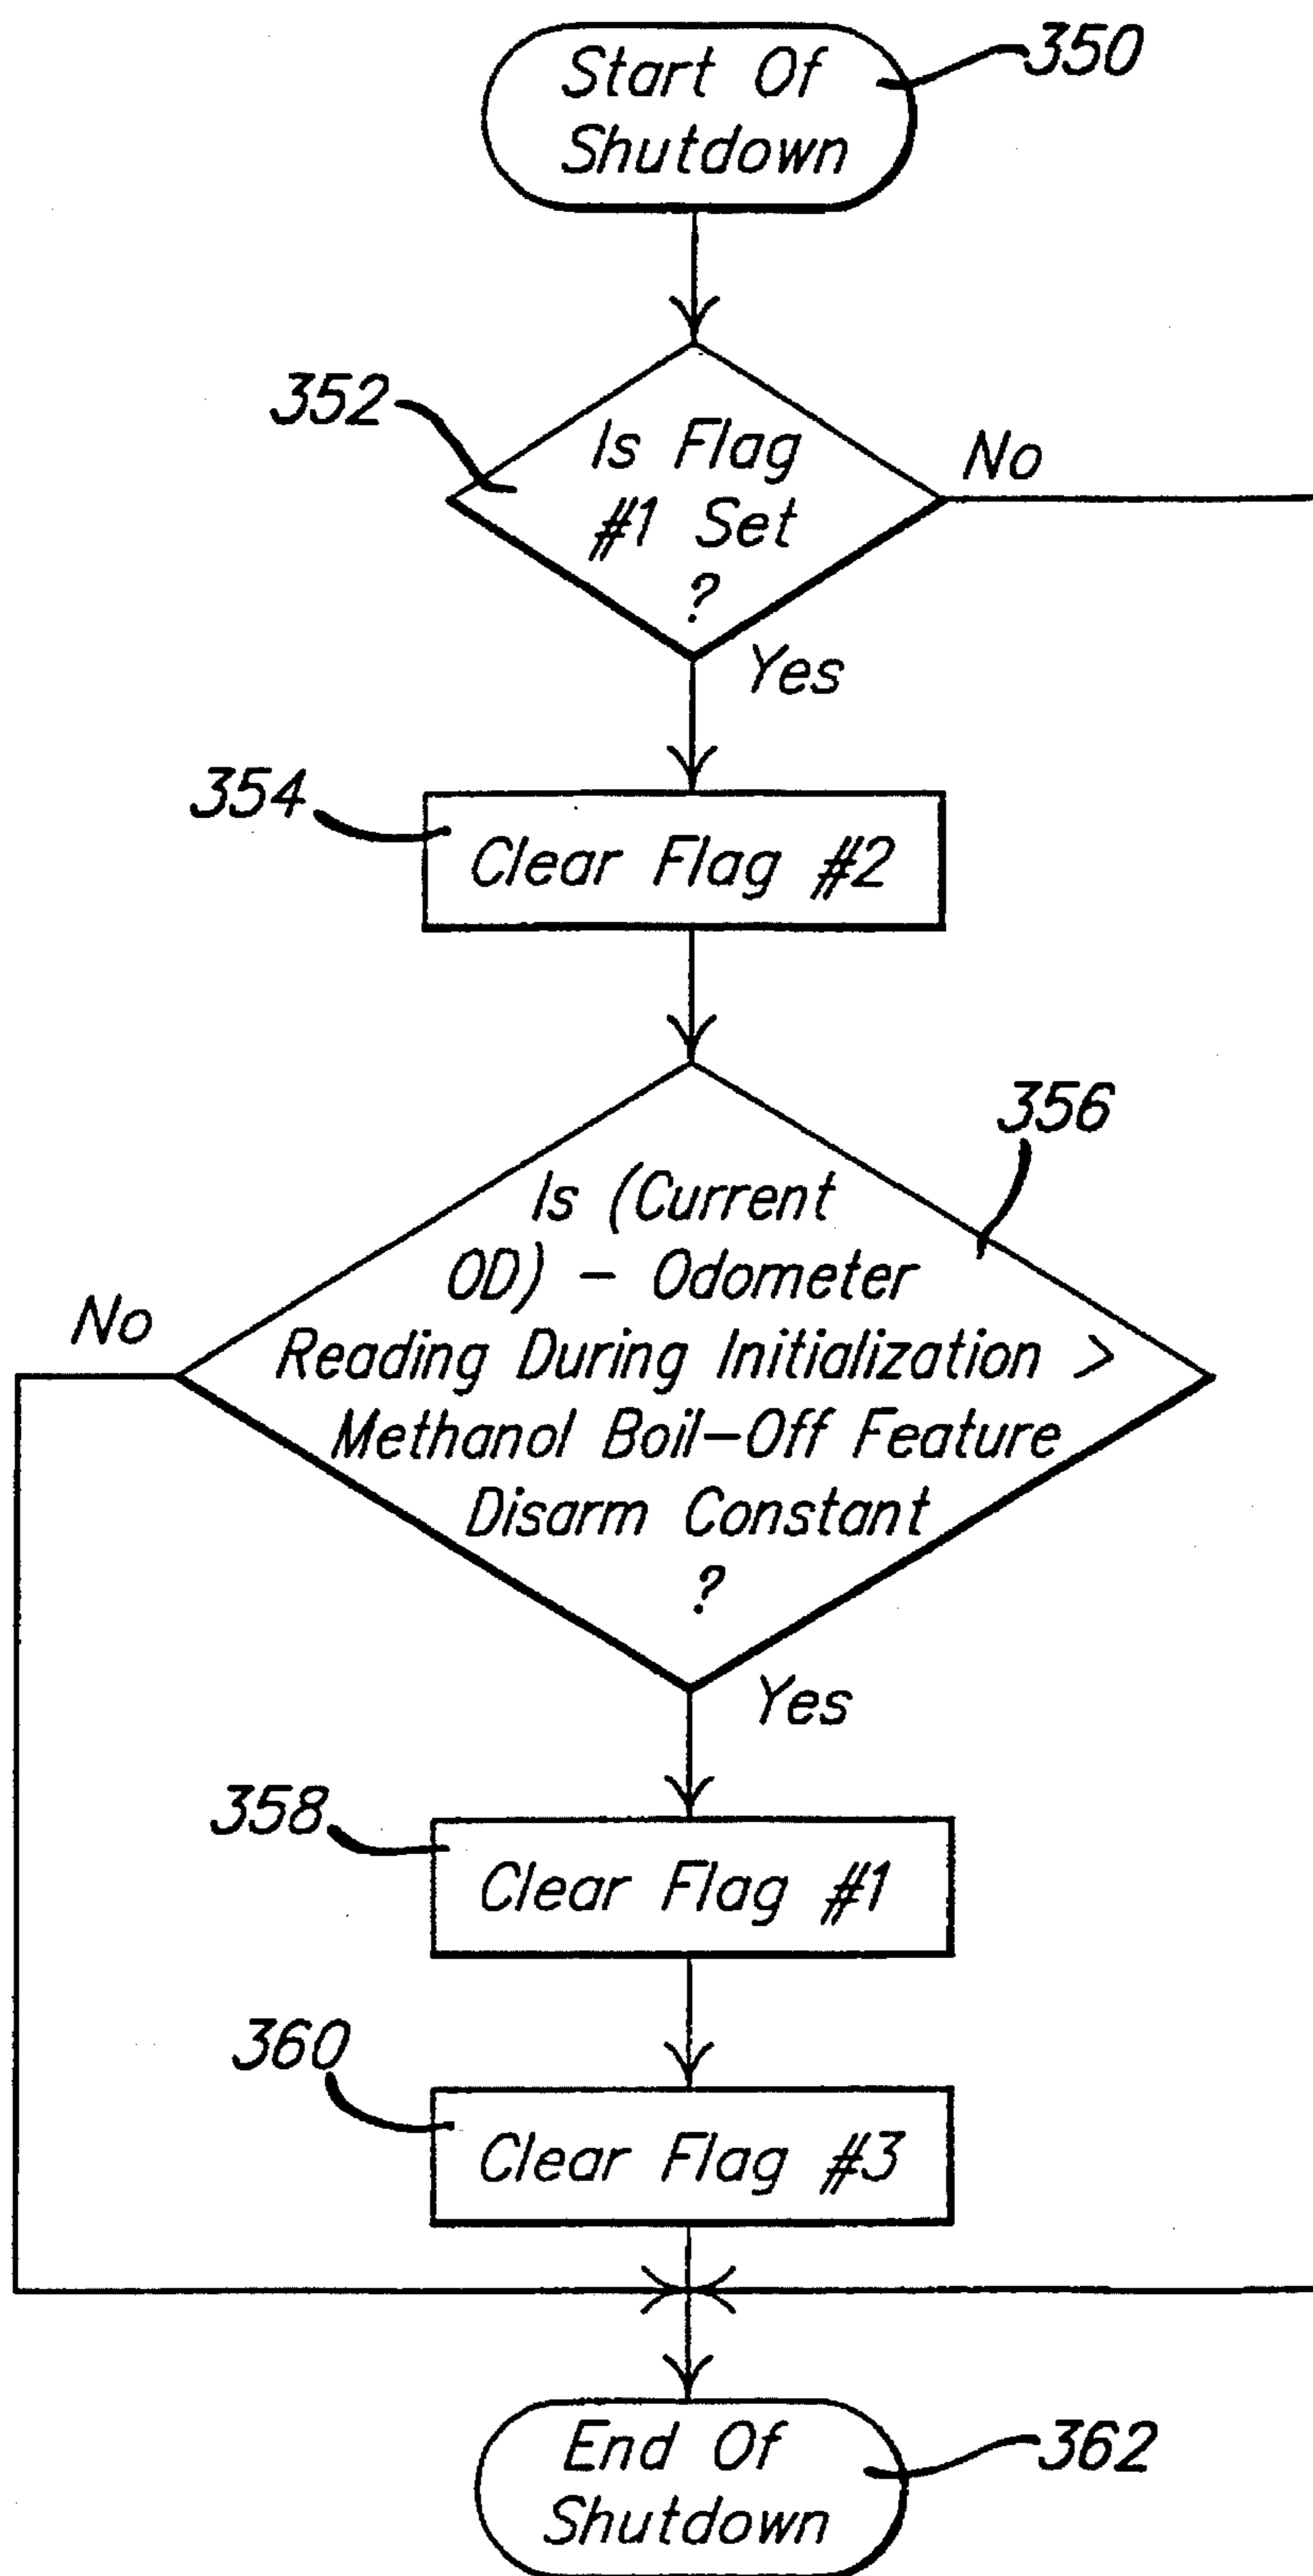 Start Of
Shutdown
350
352
Is Flag
#1 Set
?
No
Yes
354
Clear Flag #2
356
Is (Current
OD) – Odometer
Reading During Initialization >
Methanol Boil-Off Feature
Disarm Constant
?
No
Yes
358
Clear Flag #1
360
Clear Flag #3
End Of
Shutdown
362